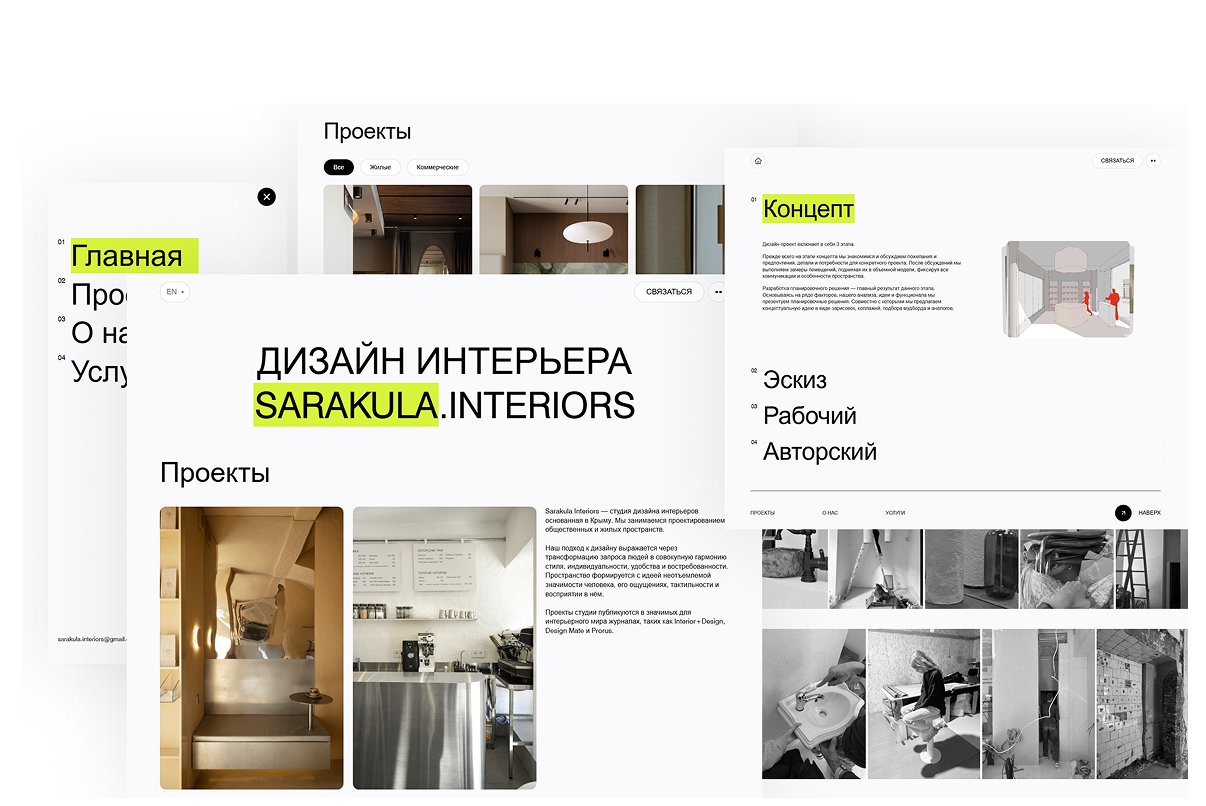 Проекты
Все
Жилые
Коммерческие
01
Главная
02
Прое
03
О на
04
Услу
sarakula.interiors@gmail.
EN
СВЯЗАТЬСЯ
ДИЗАЙН ИНТЕРЬЕРА
SARAKULA.INTERIORS
Проекты
Sarakula Interiors — студия дизайна интерьеров
основанная в Крыму. Мы занимаемся проектированием
общественных и жилых пространств.
Наш подход к дизайну выражается через
трансформацию запроса людей в совокупную гармонию
стиля, индивидуальности, удобства и востребованности.
Пространство формируется с идеей неотъемлемой
значимости человека, его ощущениях, тактильности и
восприятии в нём.
Проекты студии публикуются в значимых для
интерьерного мира журналах, таких как Interior+Design,
Design Mate и Prorus.
СВЯЗАТЬСЯ
01
Концепт
Дизайн-проект включает в себя 3 этапа.
Прежде всего на этапе концепта мы знакомимся и обсуждаем пожелания и
предпочтения, детали и потребности для конкретного проекта. После обсуждений мы
выполняем замеры помещений, поднимая их в объемной модели, фиксируя все
коммуникации и особенности пространства.
Разработка планировочного решения — главный результат данного этапа.
Основываясь на ряде факторов, нашего анализа, идеи и функционала мы
презентуем планировочные решения. Совместно с которыми мы предлагаем
концептуальную идею в виде зарисовок, коллажей, подбора мудборда и аналогов.
02
Эскиз
03
Рабочий
04
Авторский
ПРОЕКТЫ
О НАС
УСЛУГИ
НАВЕРХ